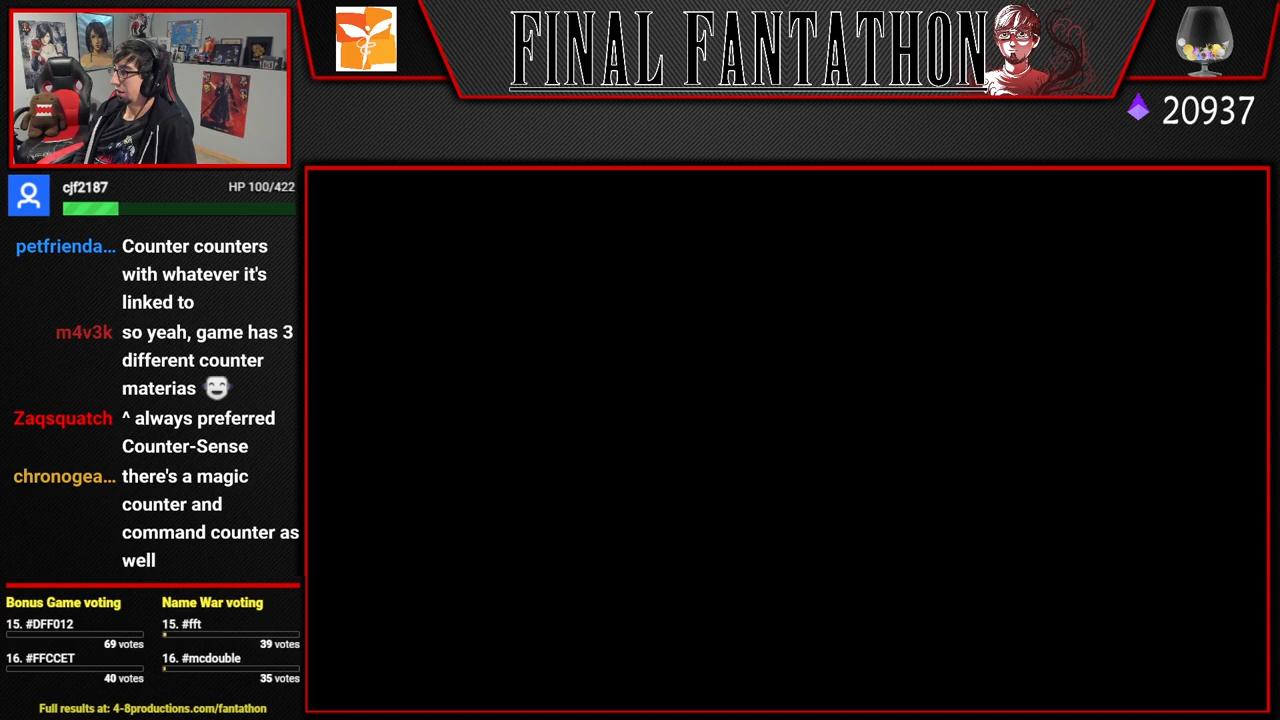 FINAL FANTATHON
20937
cjf2187 HP 100/422
petfrienda… Counter counters
with whatever it's
linked to
m4v3k so yeah, game has 3
different counter
materias
Zaqsquatch ^ always preferred
Counter-Sense
chronogea… there's a magic
counter and
command counter as
well
Bonus Game voting
15. #DFF012
69 votes
16. #FFCCET
40 votes
Name War voting
15. #fft
39 votes
16. #mcdouble
35 votes
Full results at: 4-8productions.com/fantathon